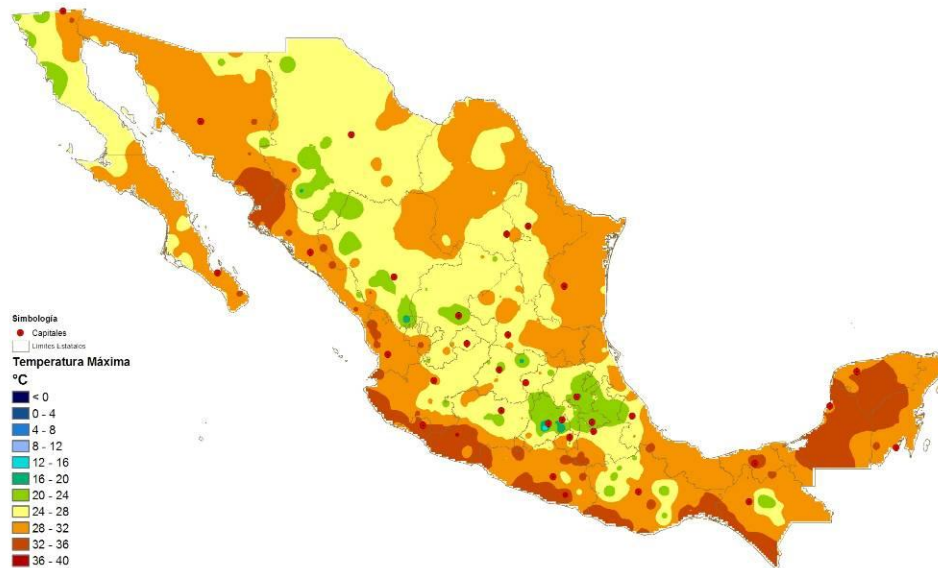 Simbología
Capitales
Límites Estatales
Temperatura Máxima
°C
< 0
0 - 4
4 - 8
8 - 12
12 - 16
16 - 20
20 - 24
24 - 28
28 - 32
32 - 36
36 - 40